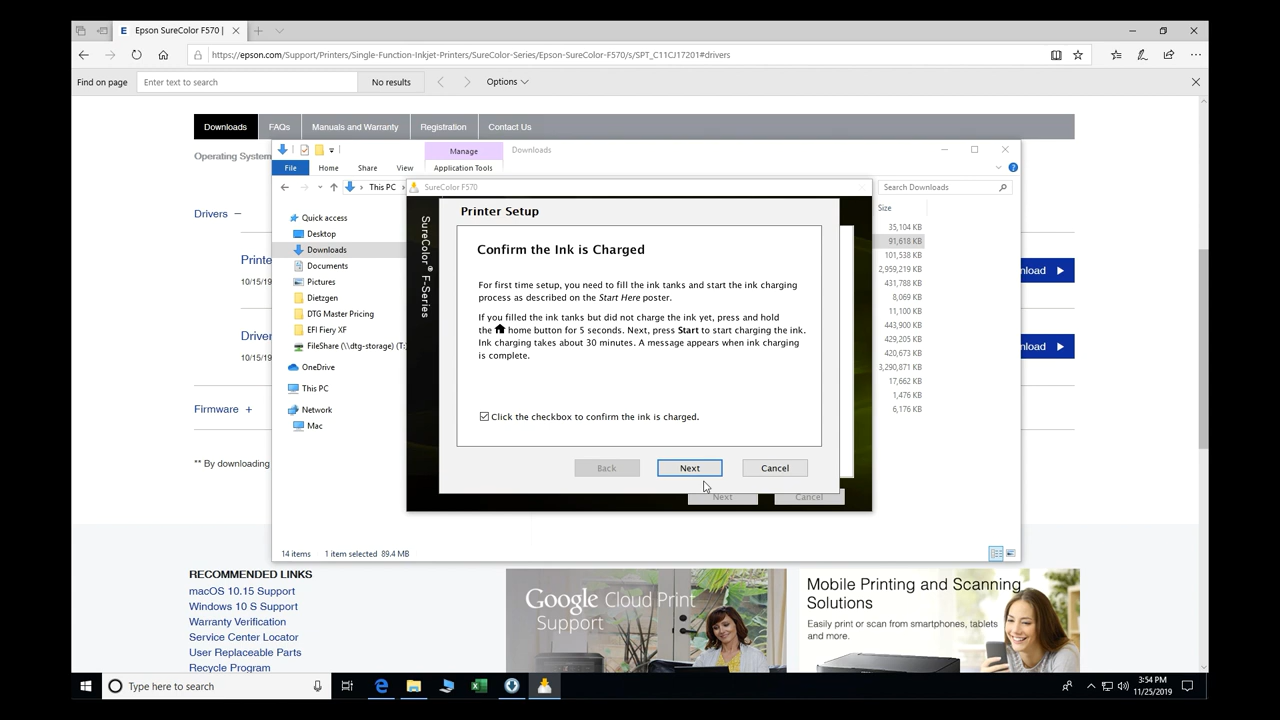 Epson SureColor F570 |
https://epson.com/Support/Printers/Single-Function-Inkjet-Printers/SureColor-Series/Epson-SureColor-F570/s/SPT_C11CJ17201#drivers
Find on page
Enter text to search
No results
Options
Downloads
FAQs
Manuals and Warranty
Registration
Contact Us
Operating System
Manage
Downloads
File
Home
Share
View
Application Tools
This PC
SureColor F570
Search Downloads
Size
Drivers
Printe
10/15/19
Driver
10/15/19
Firmware
** By downloading
Quick access
Desktop
Downloads
Documents
Pictures
Dietzgen
DTG Master Pricing
EFI Fiery XF
FileShare (\\dtg-storage) (T:)
OneDrive
This PC
Network
Mac
SureColor® F-Series
Printer Setup
Confirm the Ink is Charged
For first time setup, you need to fill the ink tanks and start the ink charging
process as described on the Start Here poster.
If you filled the ink tanks but did not charge the ink yet, press and hold
the home button for 5 seconds. Next, press Start to start charging the ink.
Ink charging takes about 30 minutes. A message appears when ink charging
is complete.
Click the checkbox to confirm the ink is charged.
Back
Next
Cancel
Next
Cancel
35,104 KB
91,618 KB
101,538 KB
2,959,219 KB
431,788 KB
8,069 KB
11,100 KB
443,900 KB
429,205 KB
420,673 KB
3,290,871 KB
17,662 KB
1,476 KB
6,176 KB
nload
nload
14 items
1 item selected 89.4 MB
RECOMMENDED LINKS
macOS 10.15 Support
Windows 10 S Support
Warranty Verification
Service Center Locator
User Replaceable Parts
Recycle Program
Google Cloud Print
Support
Mobile Printing and Scanning
Solutions
Easily print or scan from smartphones, tablets
and more.
Type here to search
3:54 PM
11/25/2019